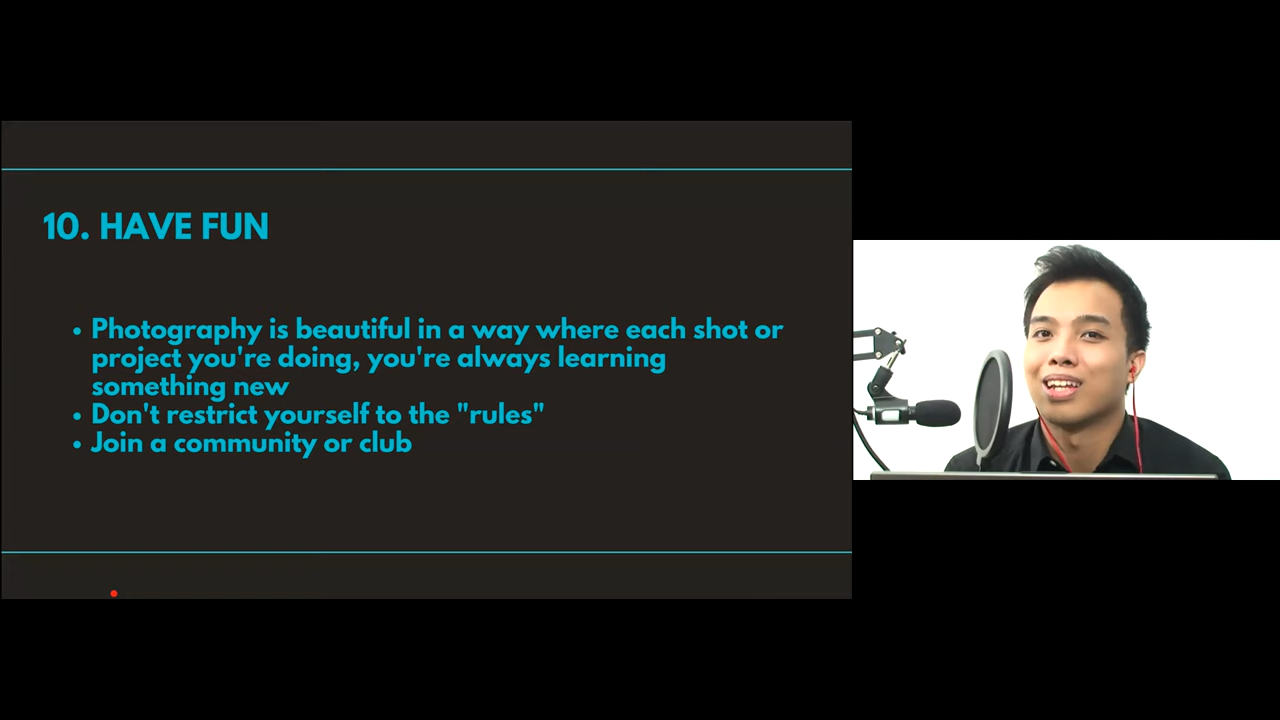 10. HAVE FUN
• Photography is beautiful in a way where each shot or
project you're doing, you're always learning
something new
• Don't restrict yourself to the "rules"
• Join a community or club